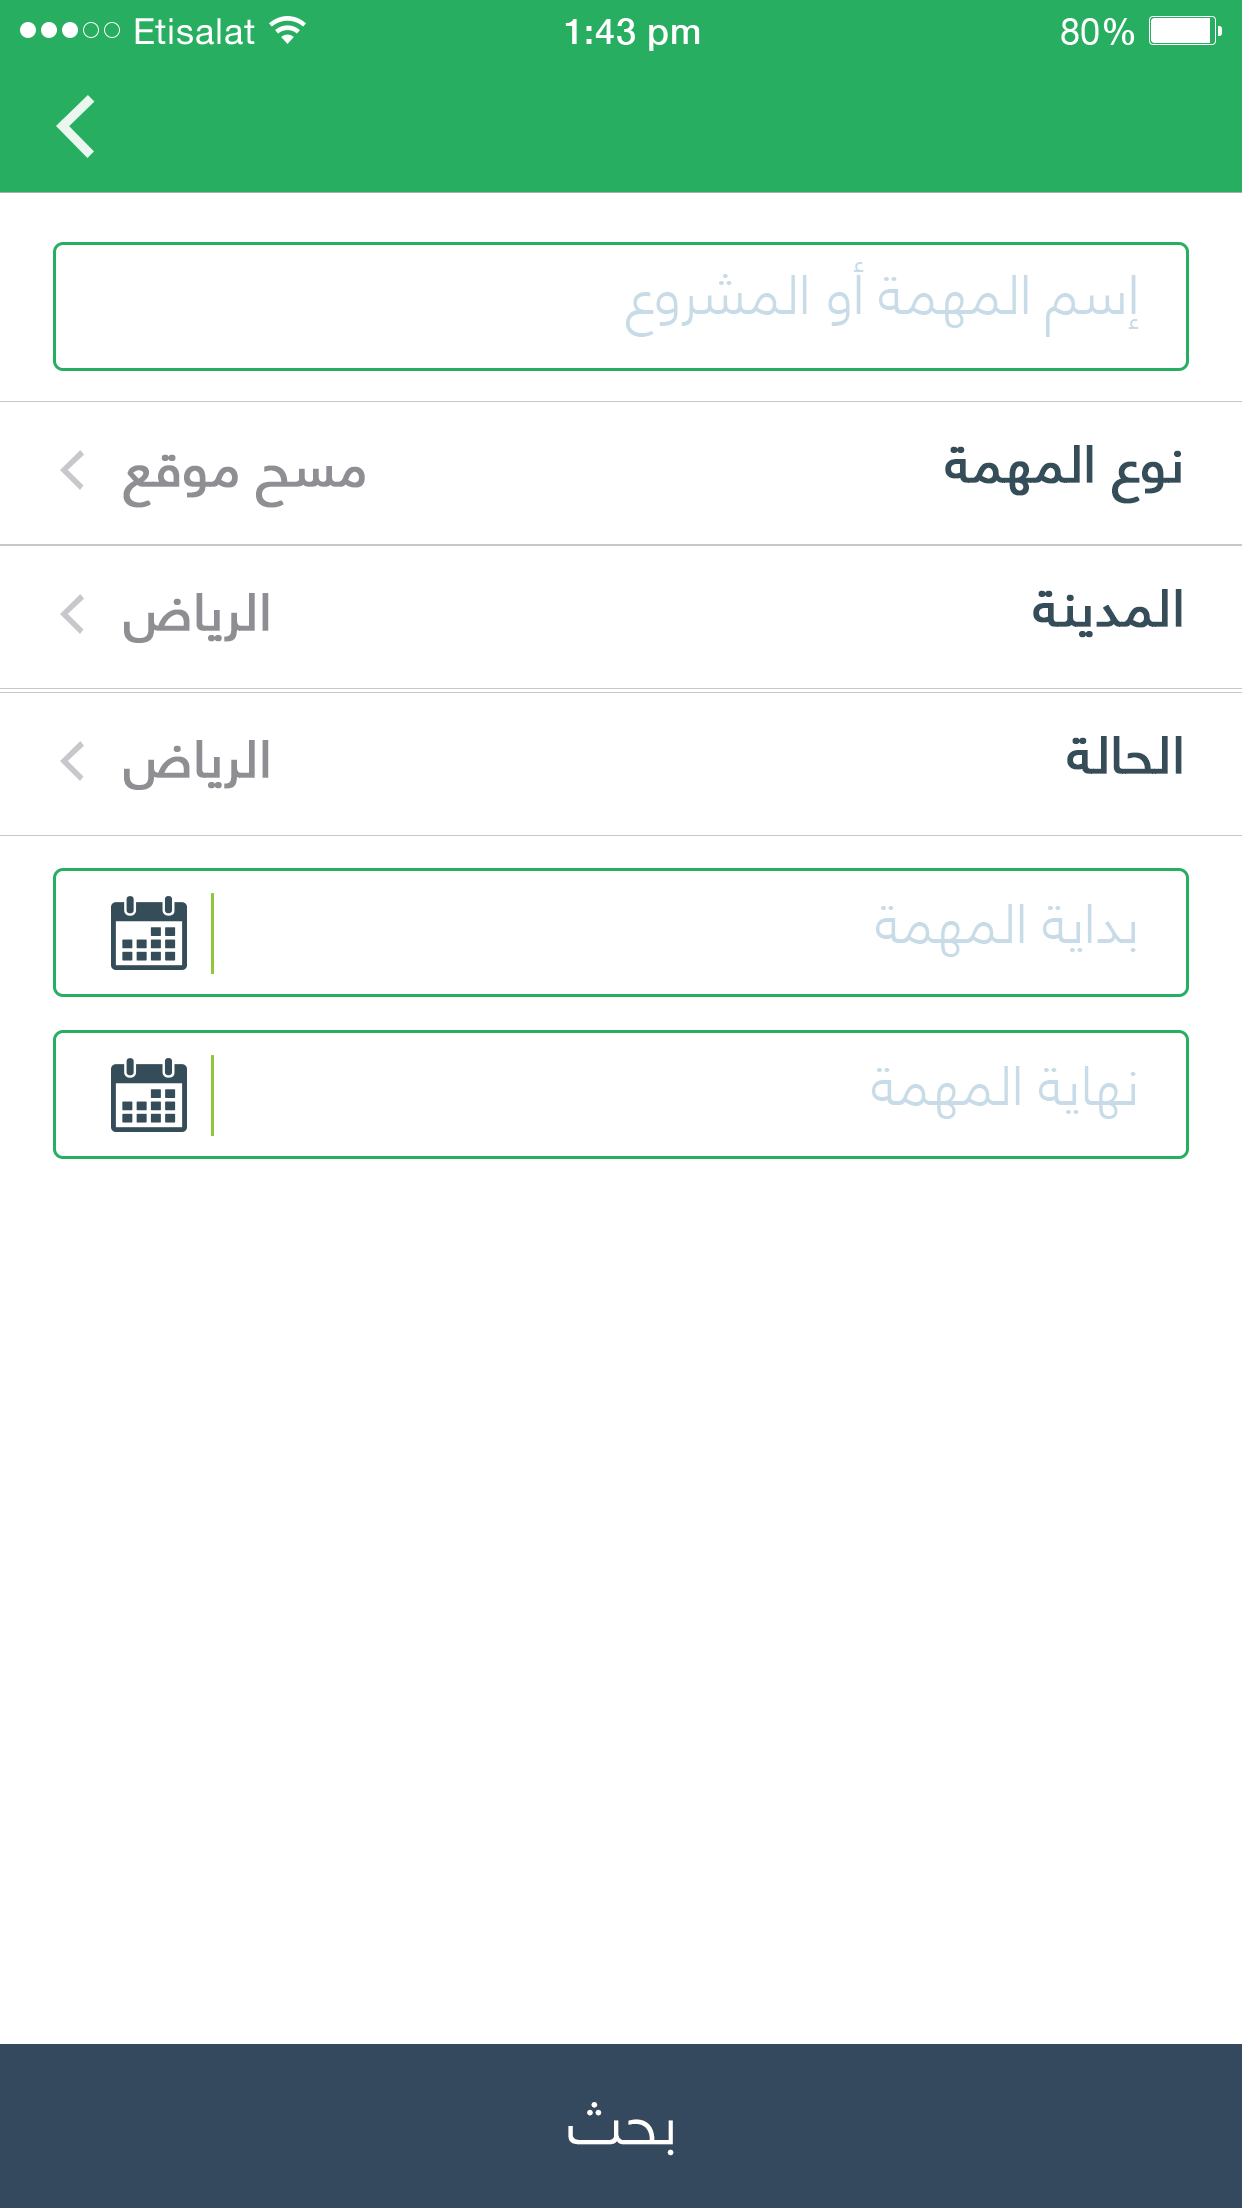 Etisalat 1:43 pm 80%
إسم المهمة أو المشروع
نوع المهمة مسح موقع
المدينة الرياض
الحالة الرياض
بداية المهمة
نهاية المهمة
بحث